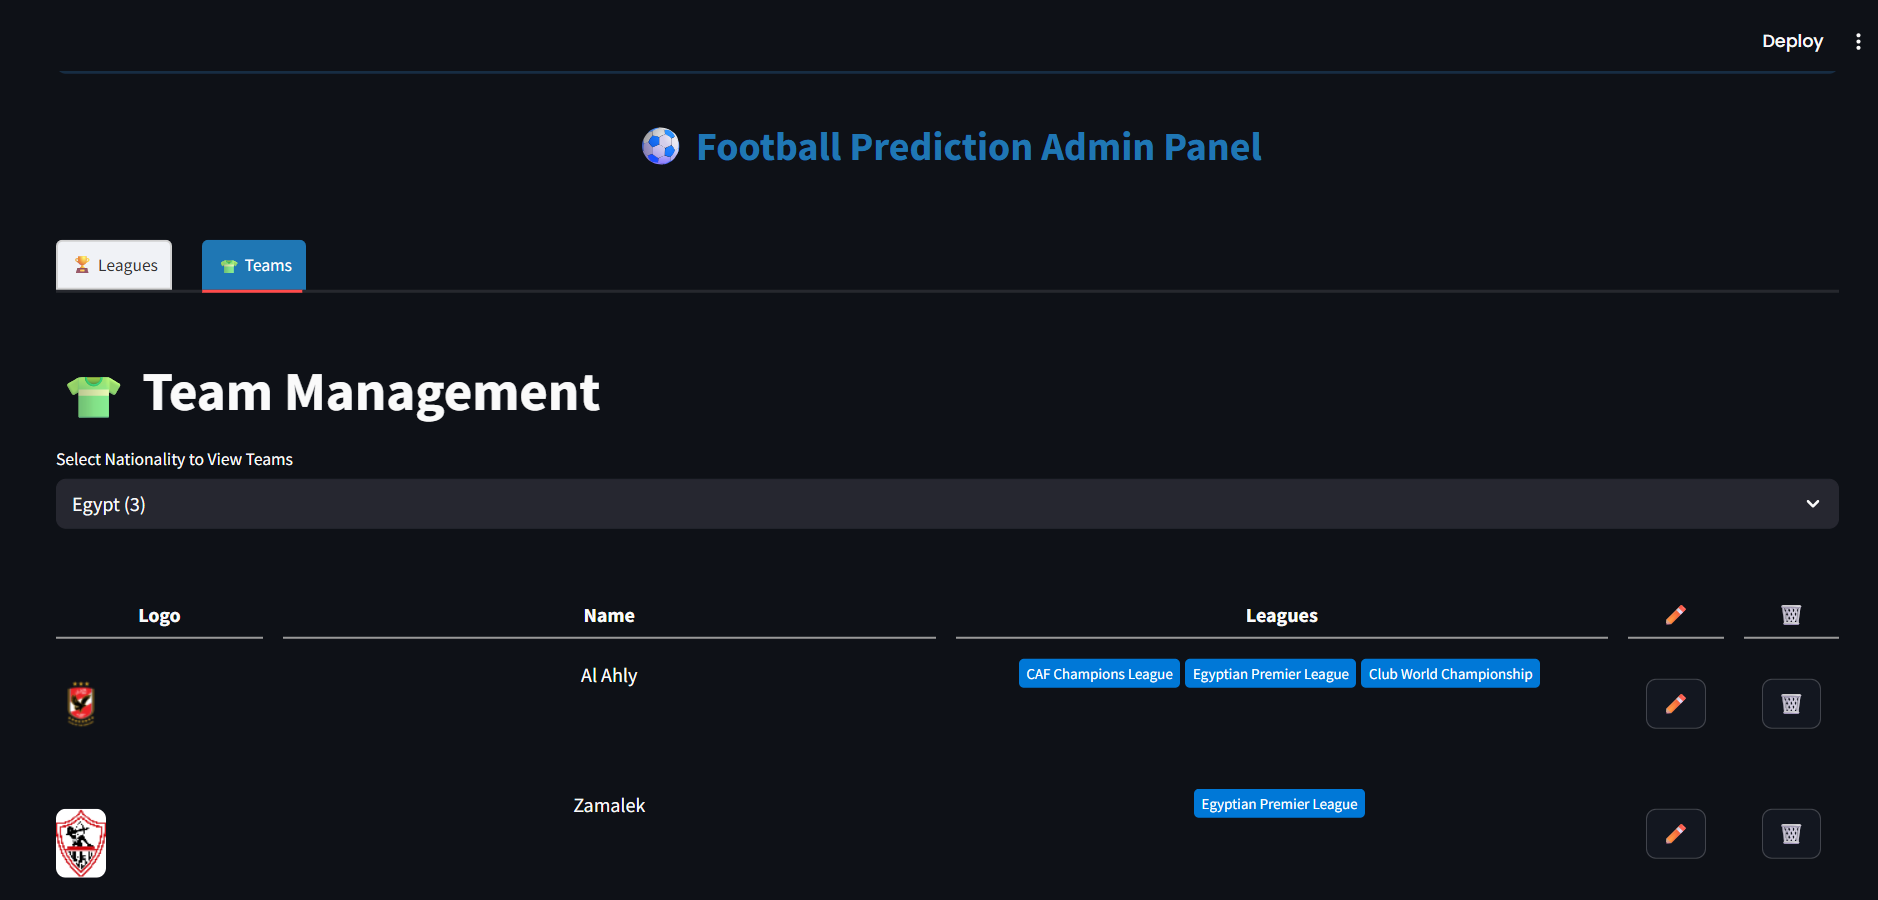 Deploy
Football Prediction Admin Panel
Leagues
Teams
Team Management
Select Nationality to View Teams
Egypt (3)
Logo Name Leagues
Al Ahly CAF Champions League Egyptian Premier League Club World Championship
Zamalek Egyptian Premier League